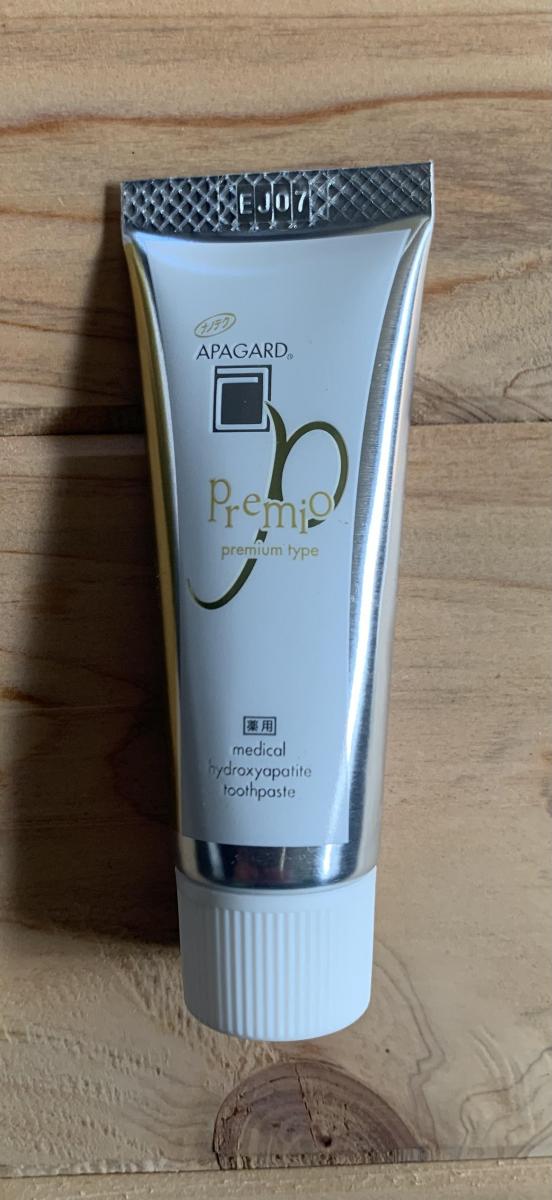 EJ07
ナノテク
APAGARD®
Premio
premium type
薬用
medical
hydroxyapatite
toothpaste